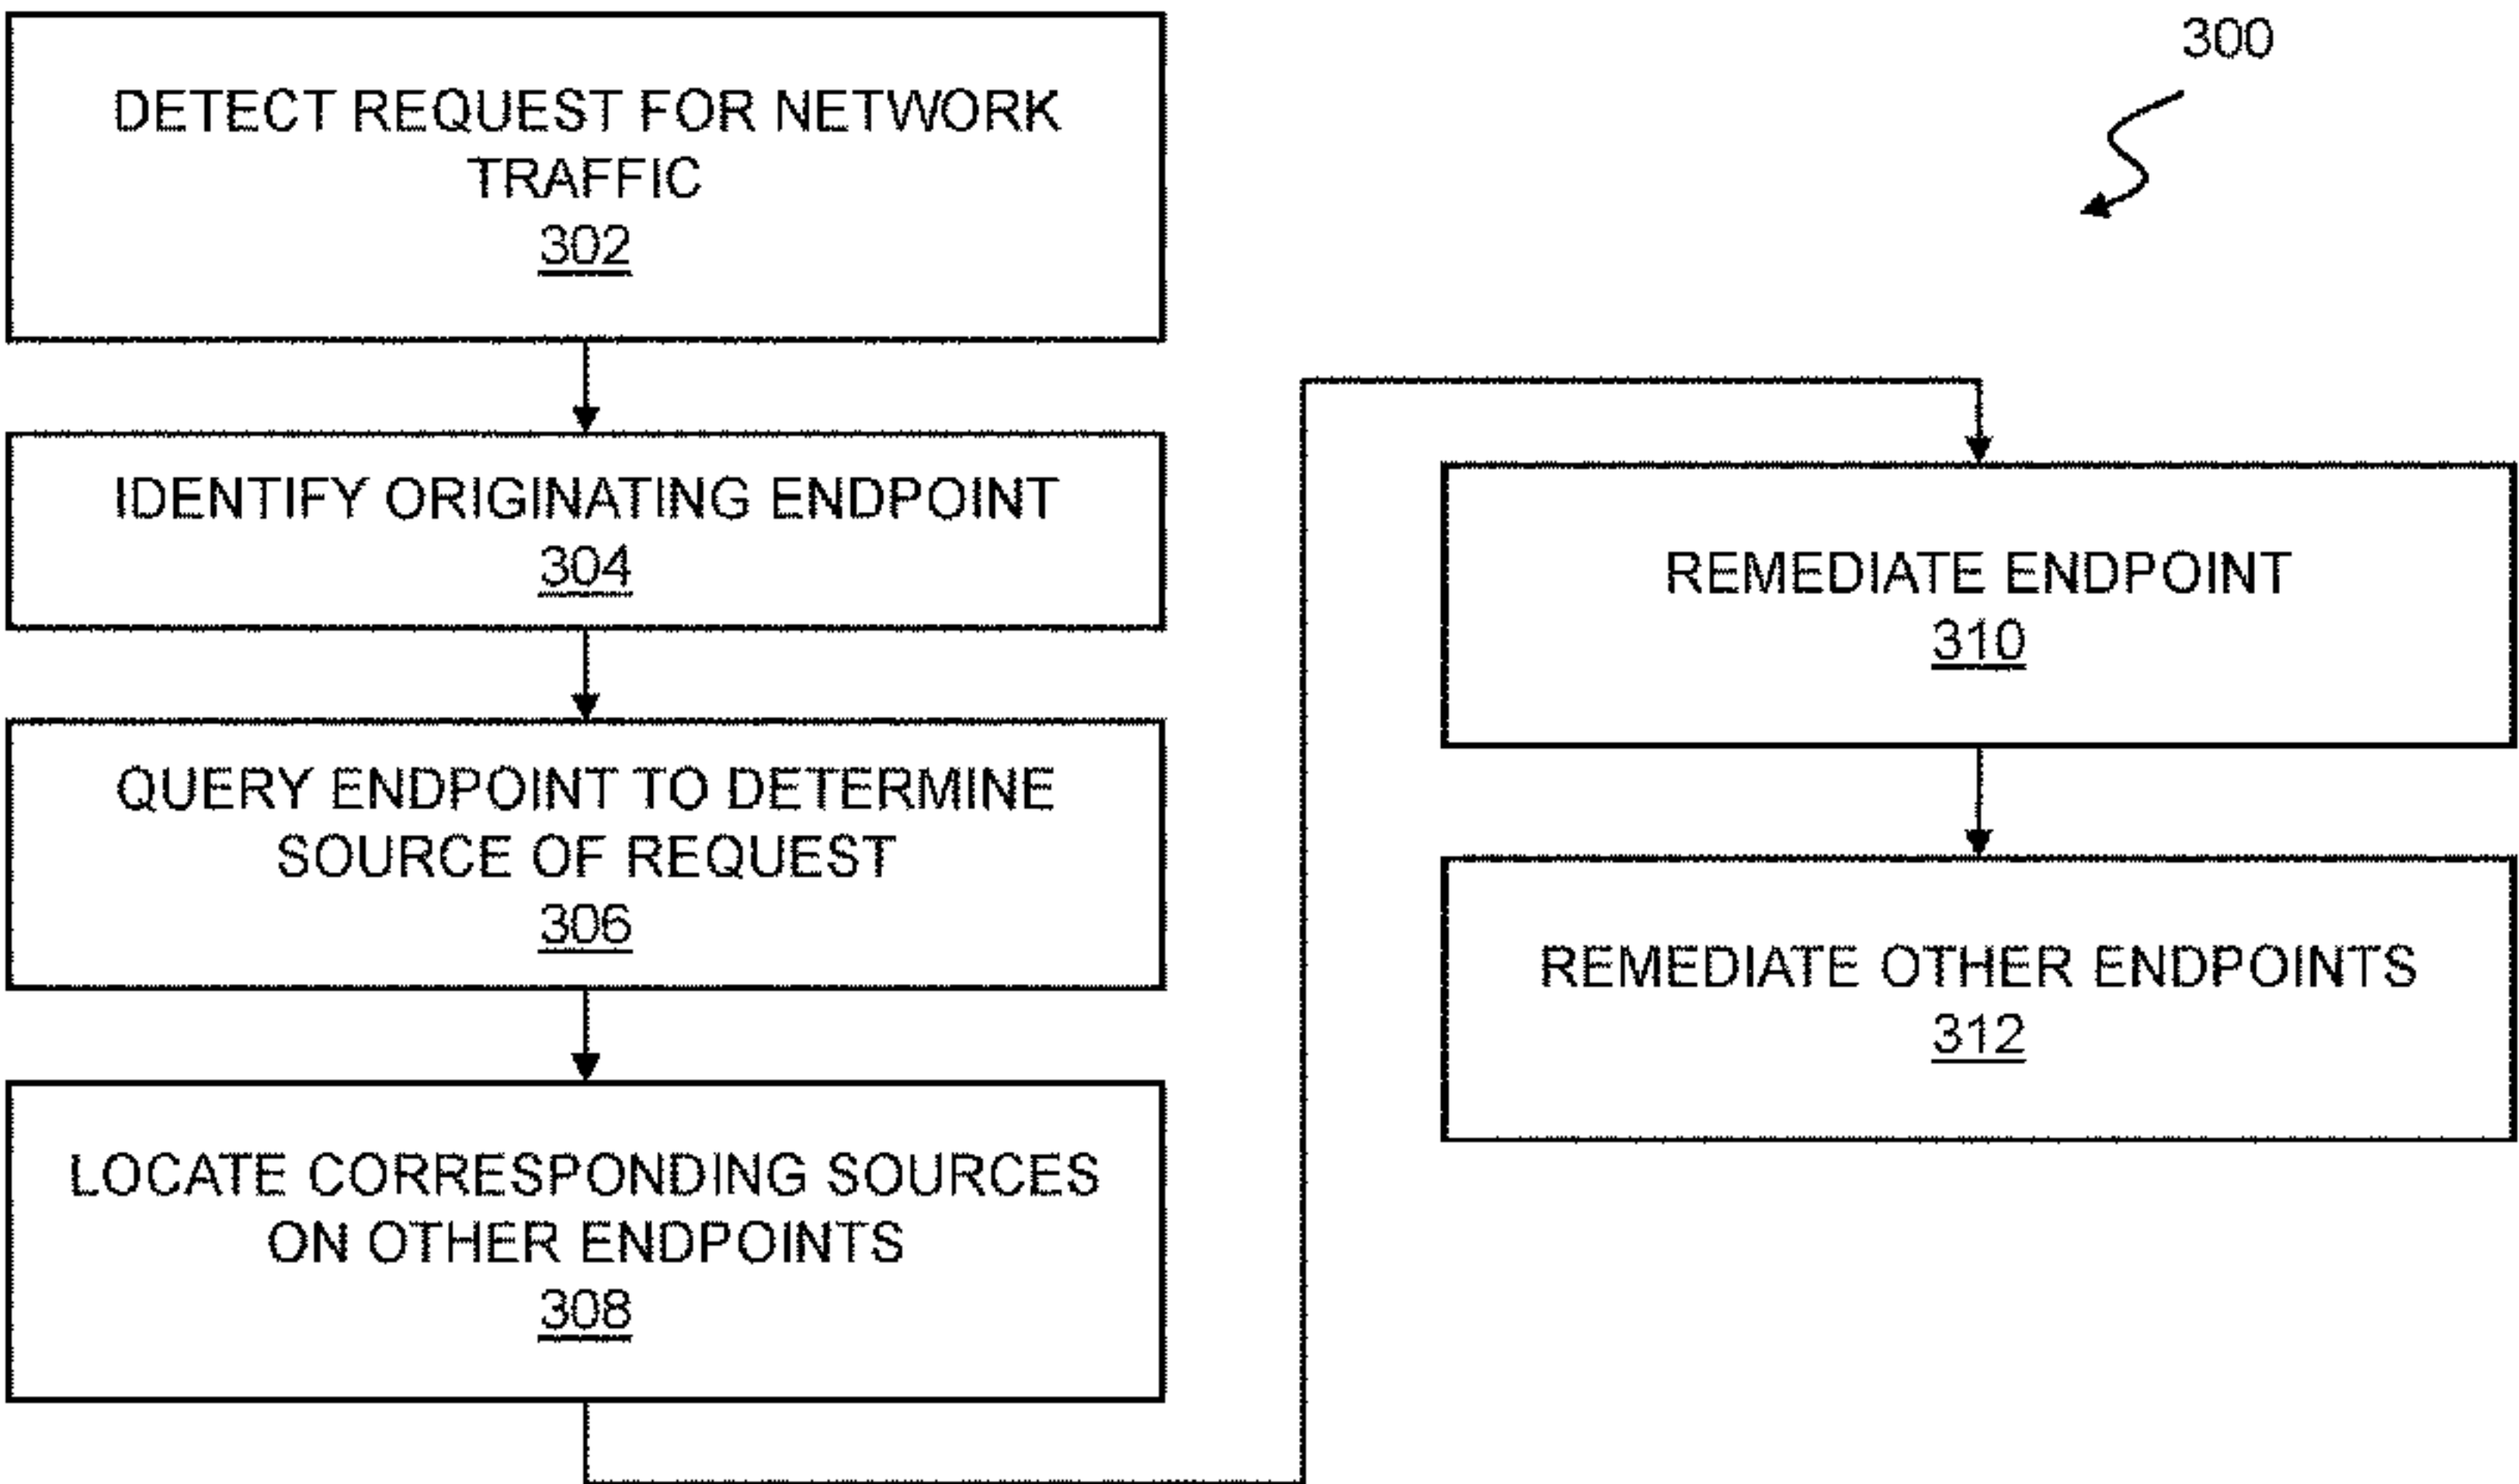 DETECT REQUEST FOR NETWORK
TRAFFIC
302
IDENTIFY ORIGINATING ENDPOINT
304
QUERY ENDPOINT TO DETERMINE
SOURCE OF REQUEST
306
LOCATE CORRESPONDING SOURCES
ON OTHER ENDPOINTS
308
300
REMEDIATE ENDPOINT
310
REMEDIATE OTHER ENDPOINTS
312